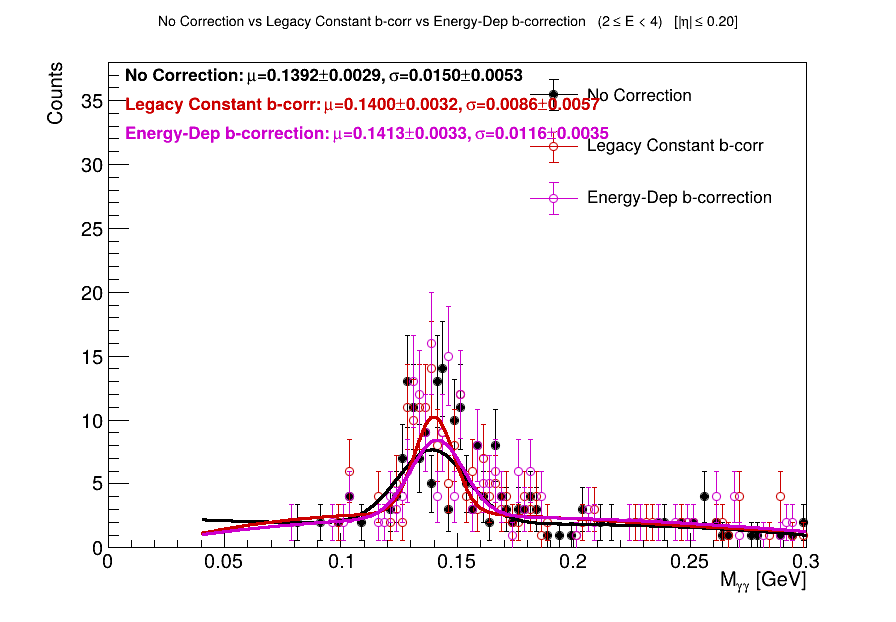 No Correction vs Legacy Constant b-corr vs Energy-Dep b-correction (2 ≤ E < 4) [|η| ≤ 0.20]
Counts
No Correction: μ=0.1392±0.0029, σ=0.0150±0.0053
Legacy Constant b-corr: μ=0.1400±0.0032, σ=0.0086±0.0057
Energy-Dep b-correction: μ=0.1413±0.0033, σ=0.0116±0.0035
No Correction
Legacy Constant b-corr
Energy-Dep b-correction
35
30
25
20
15
10
5
0
0 0.05 0.1 0.15 0.2 0.25 0.3
Mγγ [GeV]